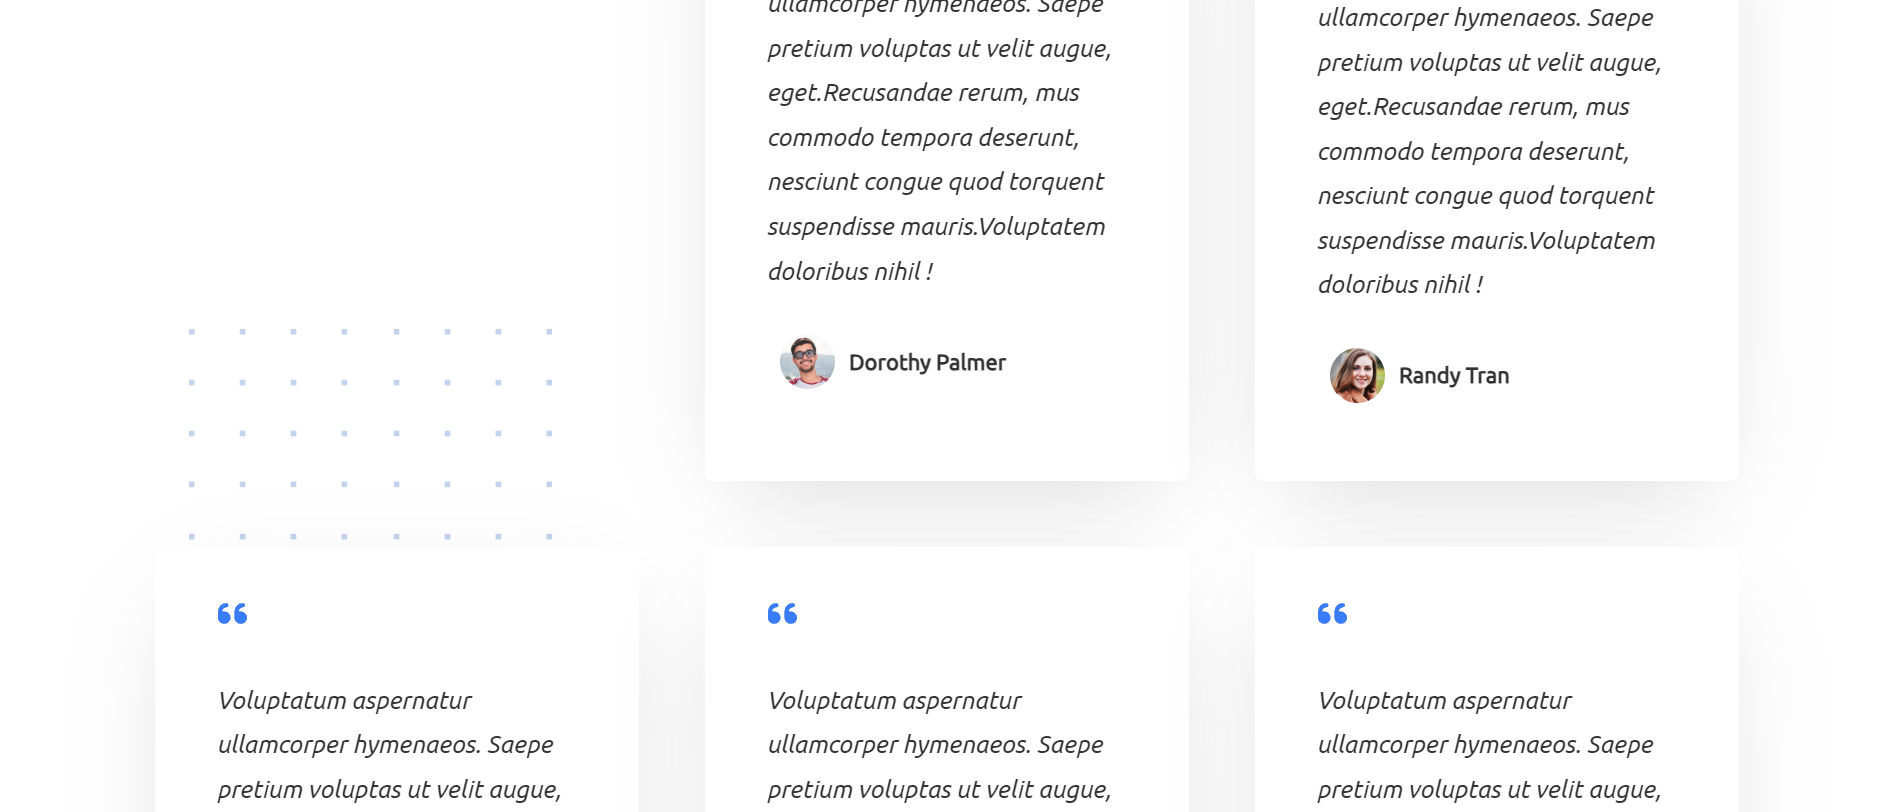 ullamcorper hymenaeos. Saepe
pretium voluptas ut velit augue,
eget.Recusandae rerum, mus
commodo tempora deserunt,
nesciunt congue quod torquent
suspendisse mauris.Voluptatem
doloribus nihil !
Dorothy Palmer
ullamcorper hymenaeos. Saepe
pretium voluptas ut velit augue,
eget.Recusandae rerum, mus
commodo tempora deserunt,
nesciunt congue quod torquent
suspendisse mauris.Voluptatem
doloribus nihil !
Randy Tran
“
Voluptatum aspernatur
ullamcorper hymenaeos. Saepe
pretium voluptas ut velit augue,
“
Voluptatum aspernatur
ullamcorper hymenaeos. Saepe
pretium voluptas ut velit augue,
“
Voluptatum aspernatur
ullamcorper hymenaeos. Saepe
pretium voluptas ut velit augue,